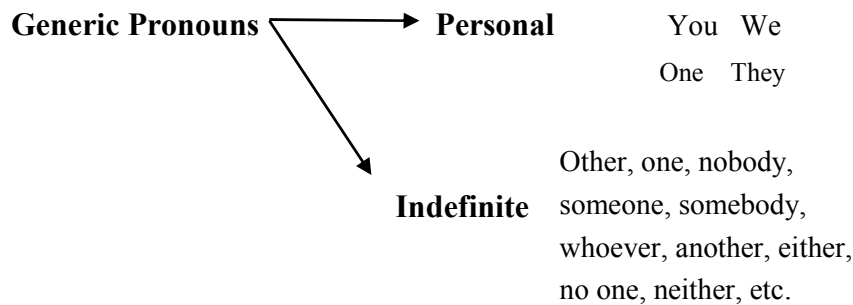 Generic Pronouns Personal You We
One They
Other, one, nobody,
Indefinite someone, somebody,
whoever, another, either,
no one, neither, etc.